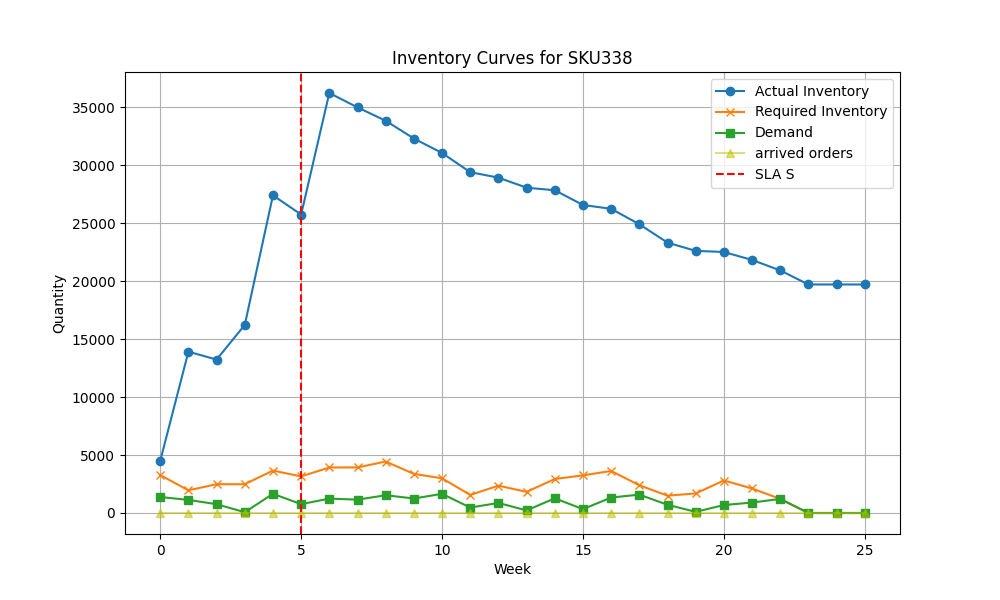 Inventory Curves for SKU338
Actual Inventory
Required Inventory
Demand
arrived orders
SLA S
Quantity
35000
30000
25000
20000
15000
10000
5000
0
0 5 10 15 20 25
Week